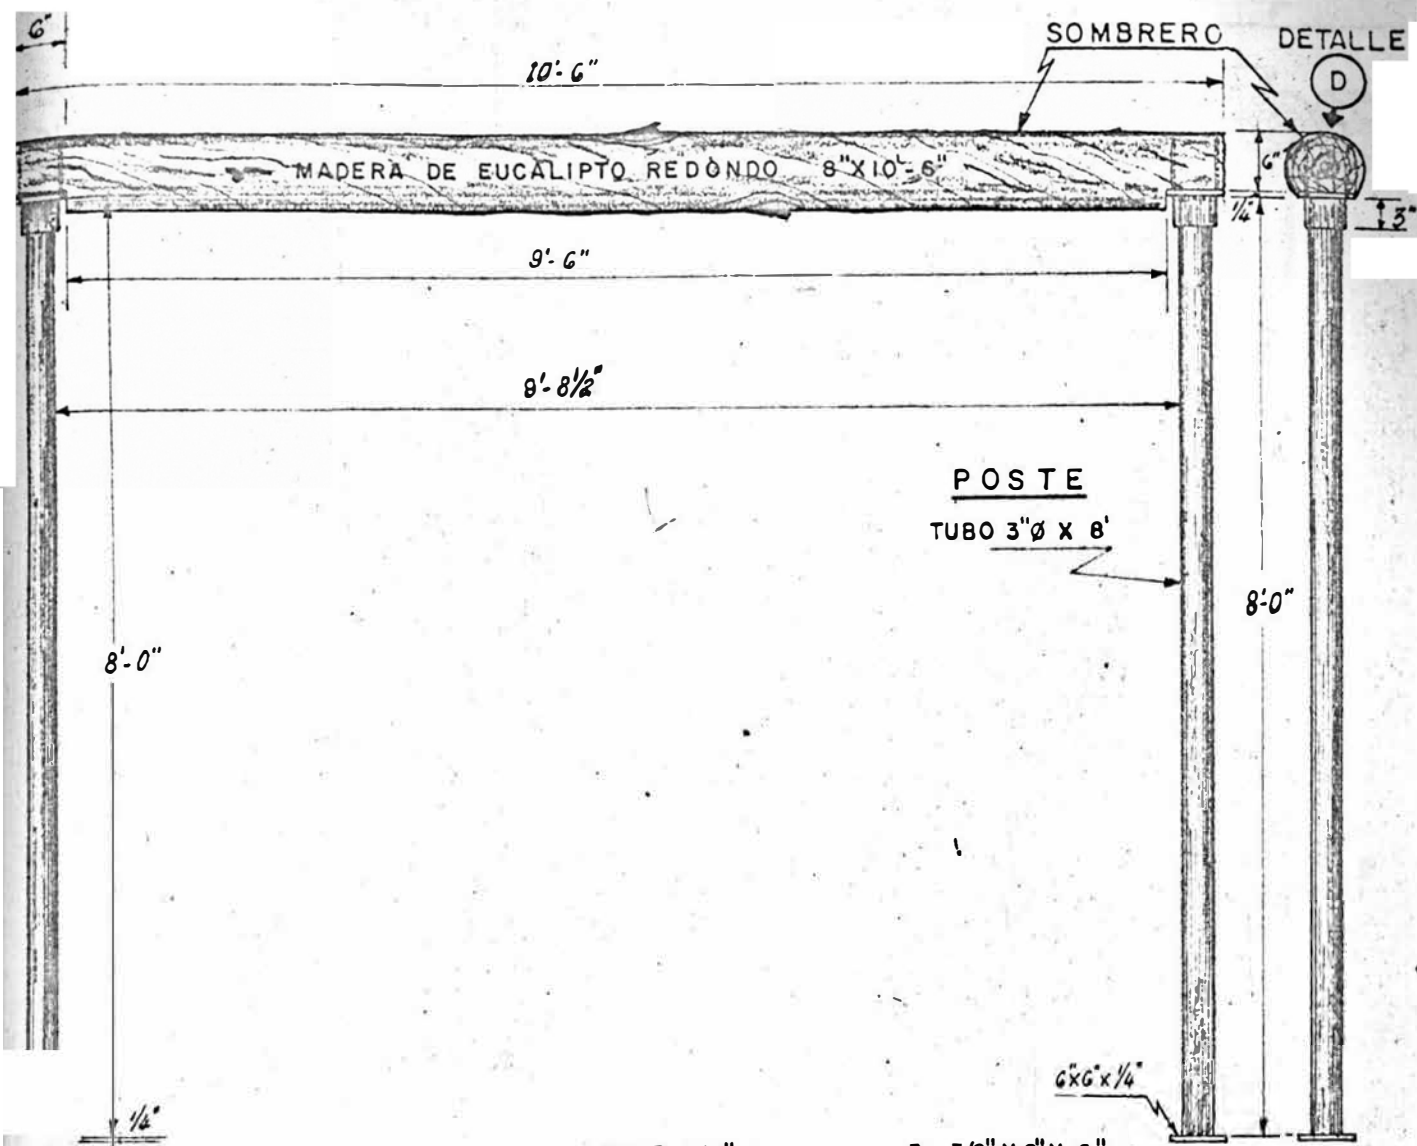 6"
SOMBRERO
DETALLE
10'-6"
D
MADERA DE EUCALIPTO REDONDO 8"X10'-6"
6"
1/4"
3"
9'-6"
9'-8 1/2"
POSTE
TUBO 3"Ø X 8'
8'-0"
8'-0"
6"x6"x1/4"
1/4"